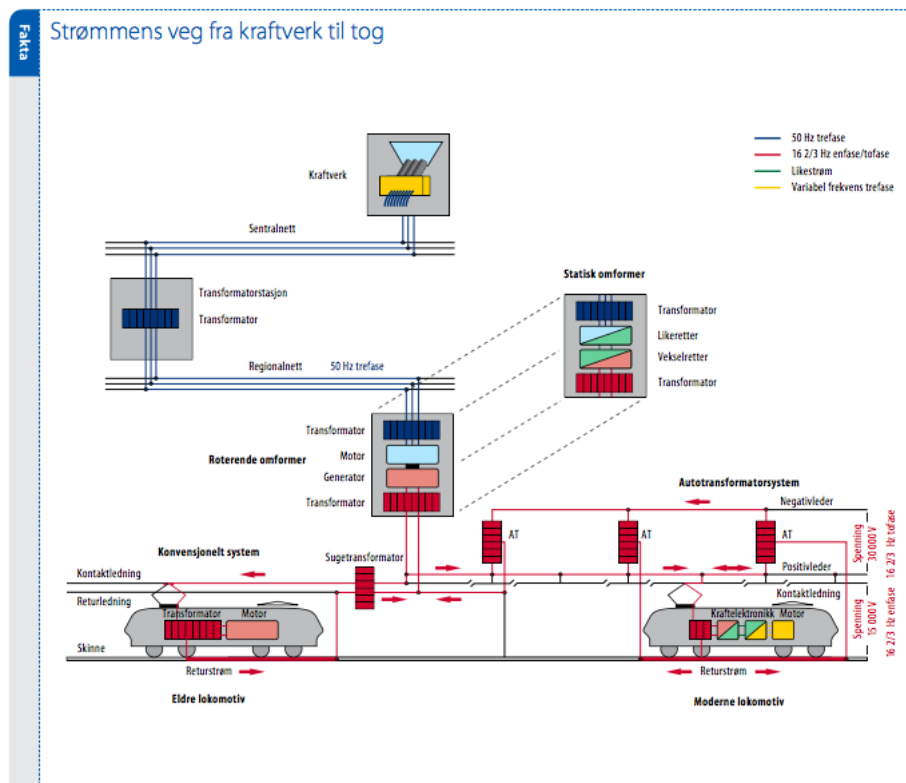 Fakta
Strømmens veg fra kraftverk til tog
50 Hz trefase
16 2/3 Hz enfase/tofase
Likestrøm
Variabel frekvens trefase
Kraftverk
Sentralnett
Transformatorstasjon
Transformator
Statisk omformer
Transformator
Likeretter
Vekselretter
Transformator
Regionalnett 50 Hz trefase
Transformator
Roterende omformer
Motor
Generator
Transformator
Autotransformatorsystem
Negativleder
AT
AT
AT
Spenning
30 000 V
16 2/3 Hz tofase
Konvensjonelt system
Sugetransformator
Kontaktledning
Positivleder
Returledning
Kontaktledning
Transformator Motor
Kraftelektronikk Motor
Spenning
15 000 V
16 2/3 Hz enfase
Skinne
Returstrøm
Returstrøm
Eldre lokomotiv
Moderne lokomotiv